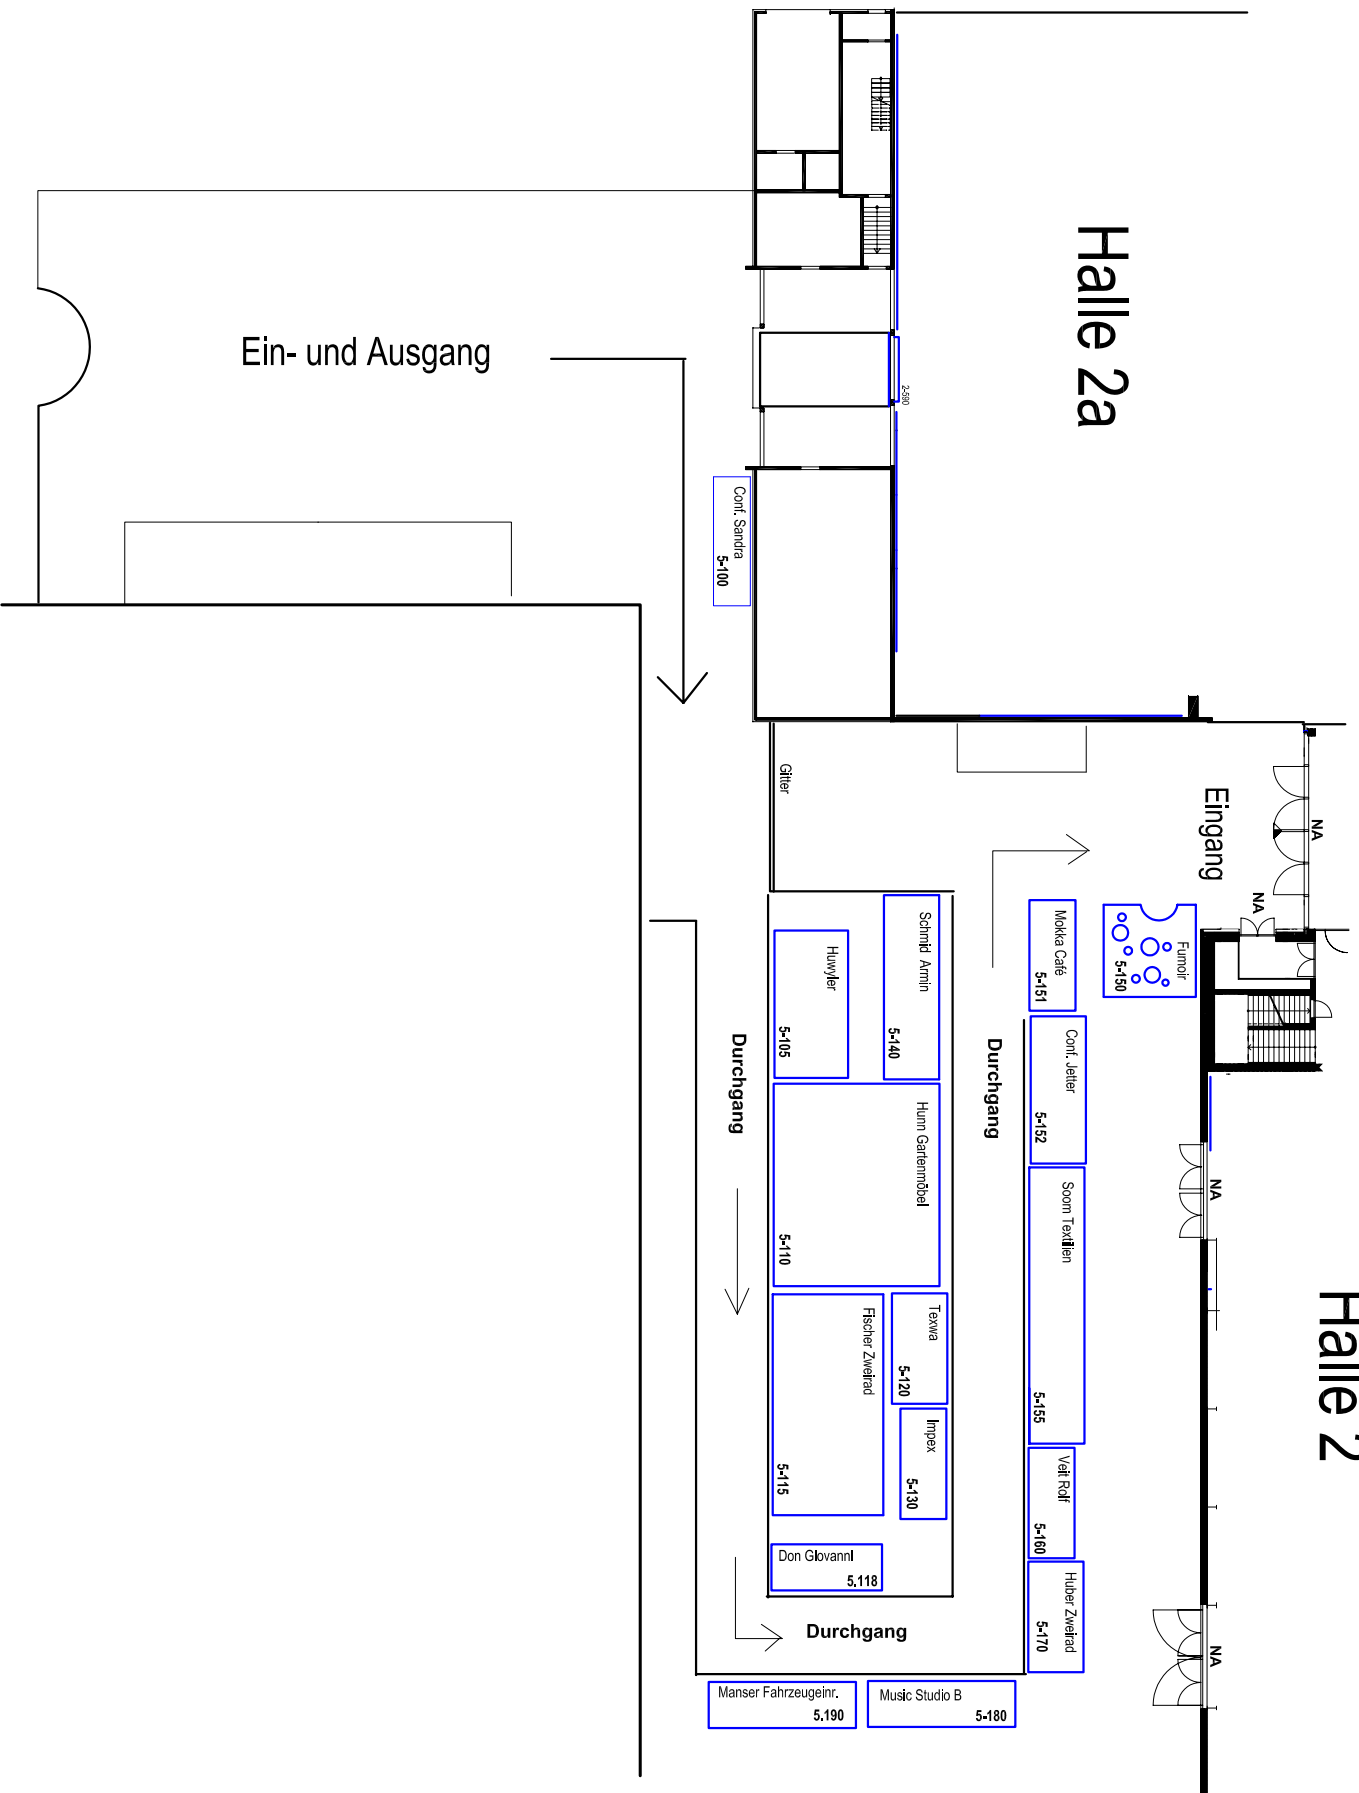 Halle 2a
Ein- und Ausgang
2-590
Conf. Sandra
5-100
Gitter
Eingang
NA
NA
Fumoir
5-150
Mokka Café
5-151
Schmid Armin
5-140
Huwyler
5-105
Durchgang
Durchgang
Conf. Jetter
5-152
Hunn Gartenmöbel
5-110
Soom Textilien
5-155
NA
Halle 2
Texwa
5-120
Fischer Zweirad
5-115
Impex
5-130
Veit Rolf
5-160
Don Giovanni
5.118
Huber Zweirad
5-170
NA
Durchgang
Manser Fahrzeugeinr.
5.190
Music Studio B
5-180